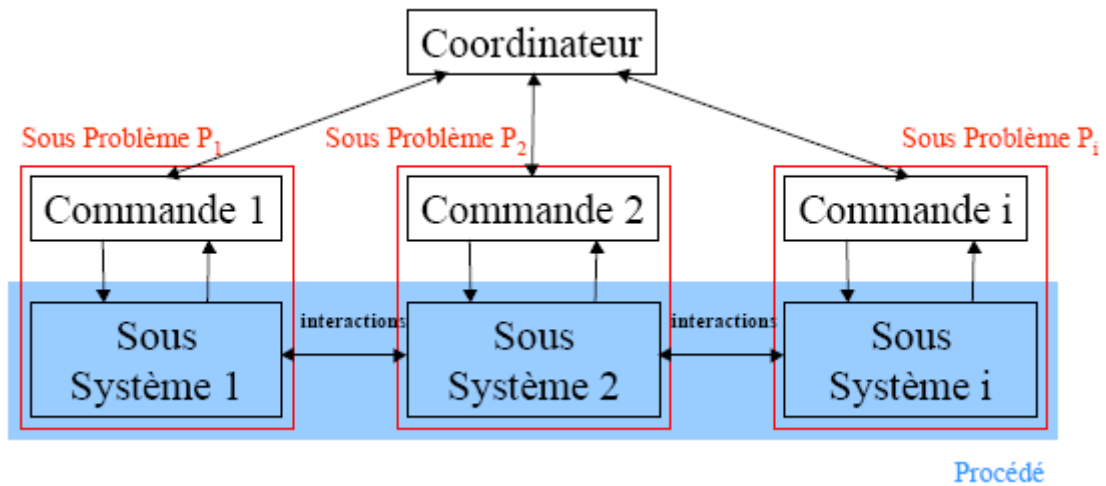 Coordinateur
Sous Problème P1
Sous Problème P2
Sous Problème Pi
Commande 1
Commande 2
Commande i
interactions
interactions
Sous
Système 1
Sous
Système 2
Sous
Système i
Procédé